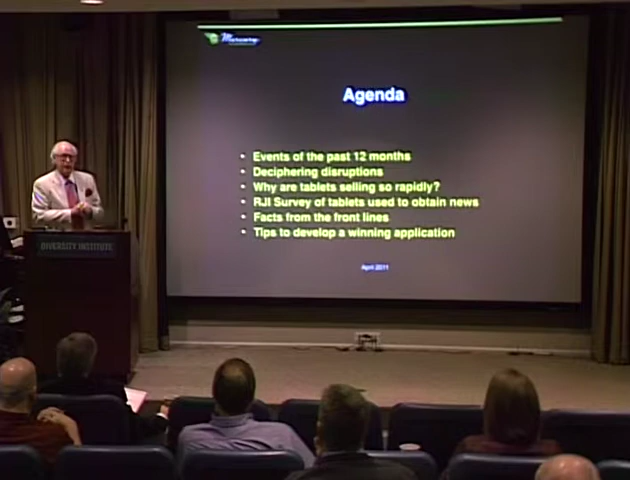 Agenda
• Events of the past 12 months
• Deciphering disruptions
• Why are tablets selling so rapidly?
• RJI Survey of tablets used to obtain news
• Facts from the front lines
• Tips to develop a winning application
April 2011
DIVERSITY INSTITUTE